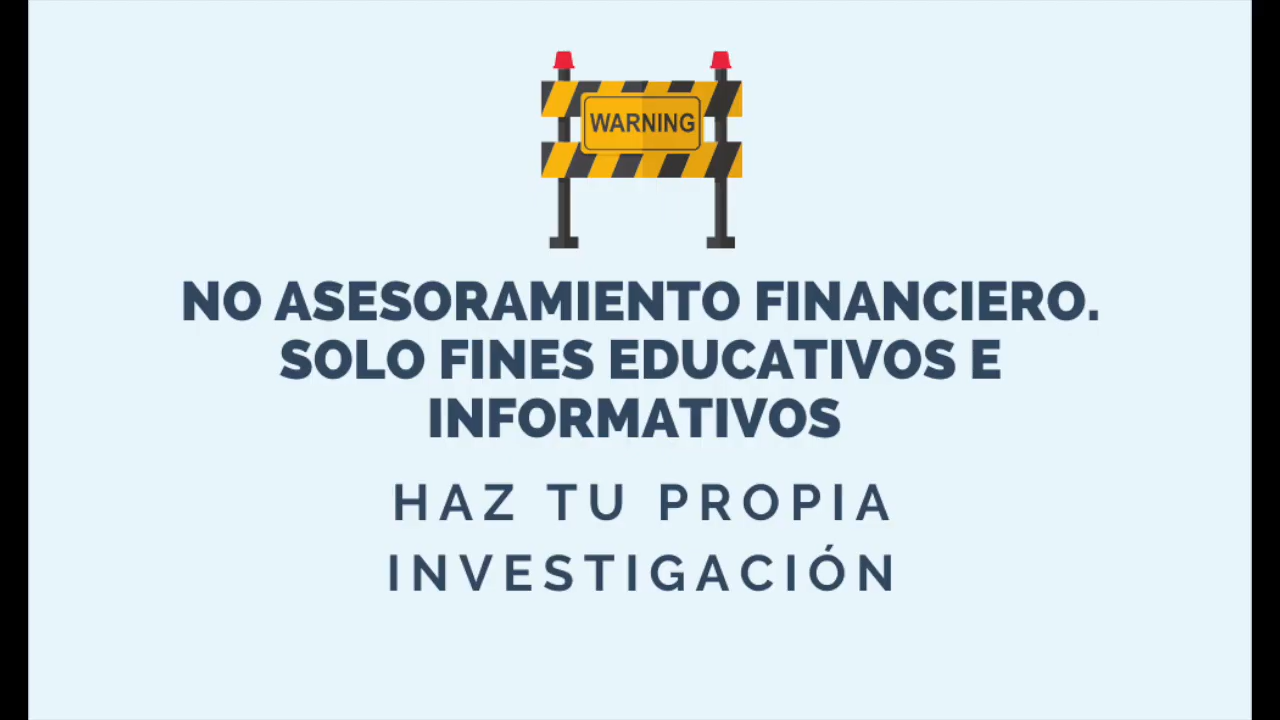 WARNING
NO ASESORAMIENTO FINANCIERO.
SOLO FINES EDUCATIVOS E
INFORMATIVOS
HAZ TU PROPIA
INVESTIGACIÓN